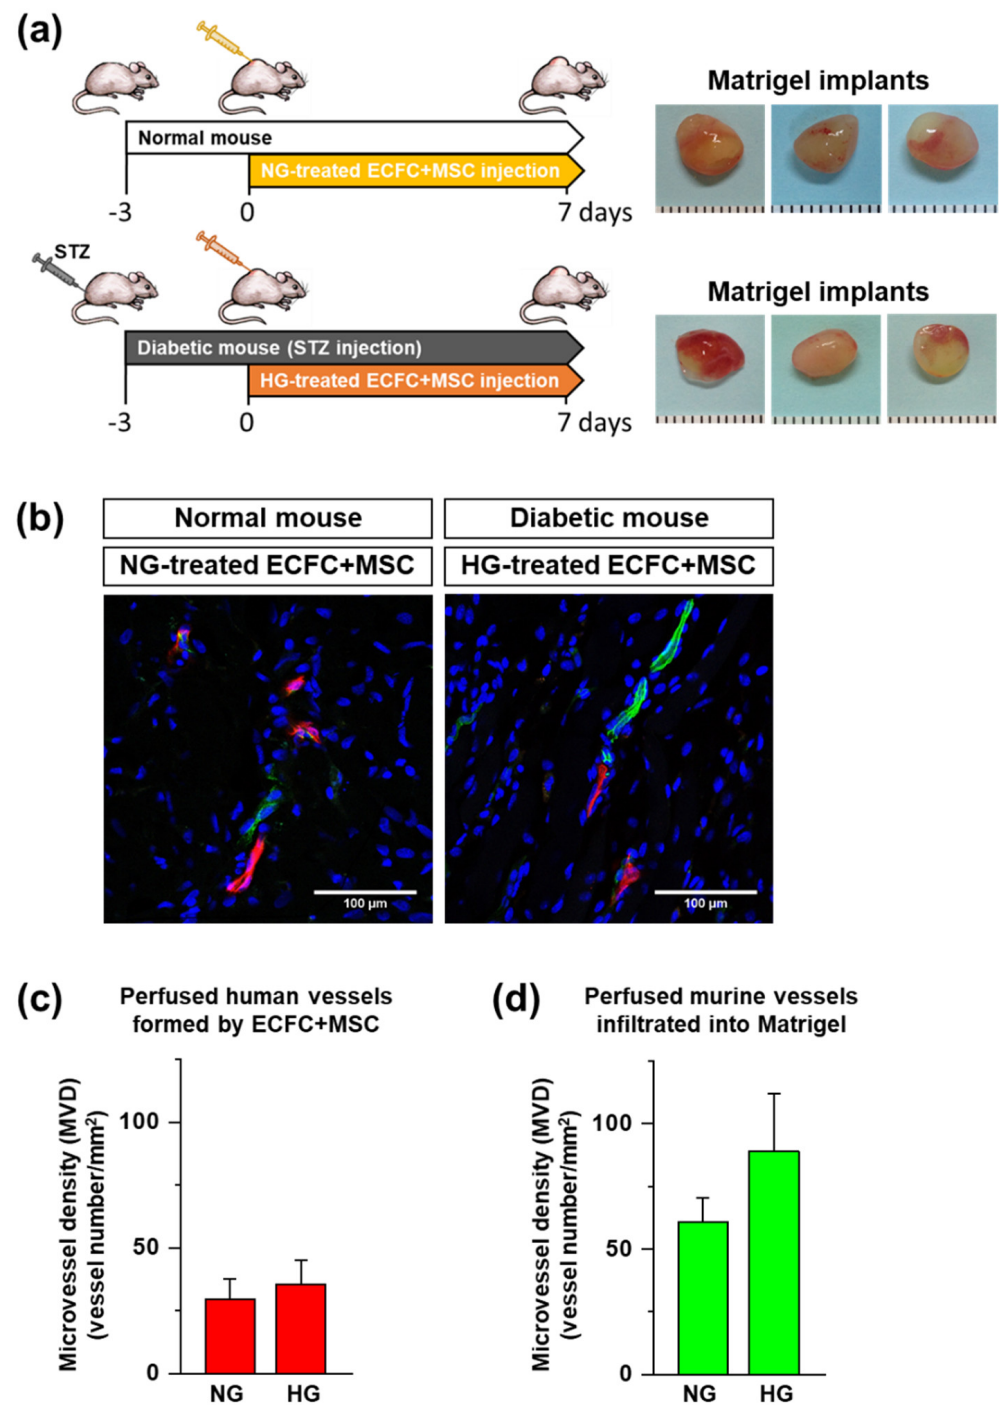 (a)
Normal mouse
NG-treated ECFC+MSC injection
-3
0
7 days
Matrigel implants
STZ
Diabetic mouse (STZ injection)
HG-treated ECFC+MSC injection
-3
0
7 days
Matrigel implants
(b)
Normal mouse
Diabetic mouse
NG-treated ECFC+MSC
HG-treated ECFC+MSC
100 µm
100 µm
(c)
Perfused human vessels
formed by ECFC+MSC
Microvessel density (MVD)
(vessel number/mm²)
100
50
0
NG
HG
(d)
Perfused murine vessels
infiltrated into Matrigel
Microvessel density (MVD)
(vessel number/mm²)
100
50
0
NG
HG